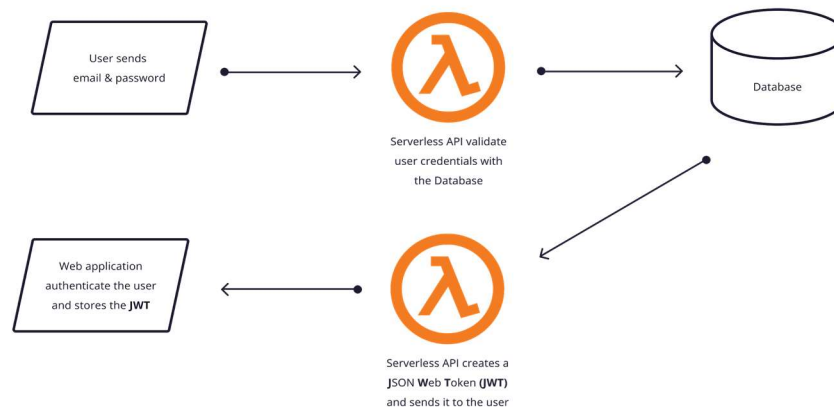 User sends
email & password
Serverless API validate
user credentials with
the Database
Database
Web application
authenticate the user
and stores the JWT
Serverless API creates a
JSON Web Token (JWT)
and sends it to the user